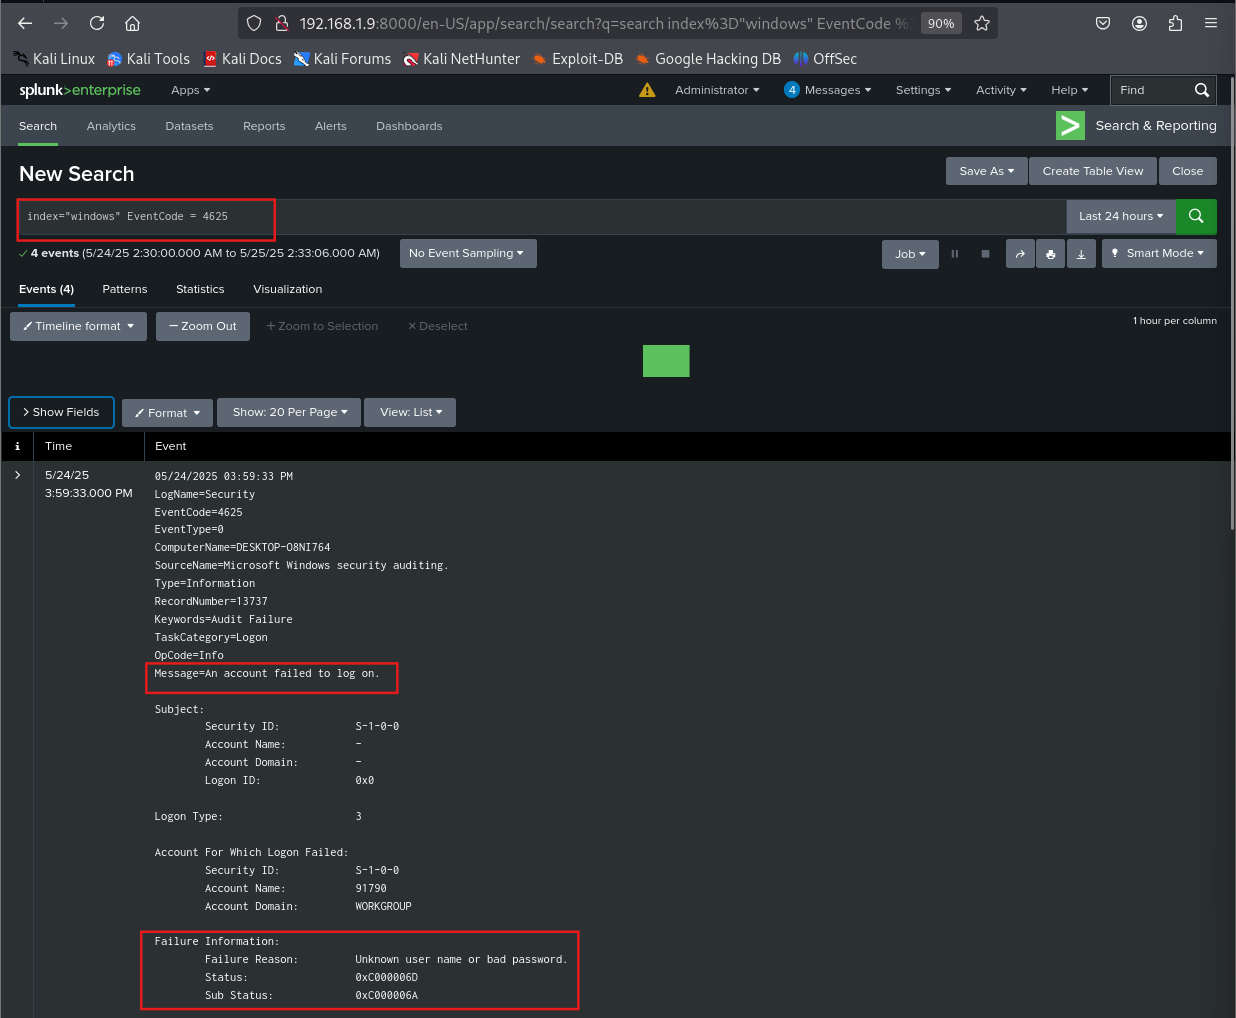 192.168.1.9:8000/en-US/app/search/search?q=search index%3D"windows" EventCode %
90%
Kali Linux Kali Tools Kali Docs Kali Forums Kali NetHunter Exploit-DB Google Hacking DB OffSec
splunk>enterprise Apps Administrator 4 Messages Settings Activity Help Find
Search Analytics Datasets Reports Alerts Dashboards Search & Reporting
New Search Save As Create Table View Close
index="windows" EventCode = 4625 Last 24 hours
4 events (5/24/25 2:30:00.000 AM to 5/25/25 2:33:06.000 AM) No Event Sampling Job Smart Mode
Events (4) Patterns Statistics Visualization
Timeline format Zoom Out + Zoom to Selection × Deselect 1 hour per column
Show Fields Format Show: 20 Per Page View: List
i Time Event
5/24/25
3:59:33.000 PM
05/24/2025 03:59:33 PM
LogName=Security
EventCode=4625
EventType=0
ComputerName=DESKTOP-O8NI764
SourceName=Microsoft Windows security auditing.
Type=Information
RecordNumber=13737
Keywords=Audit Failure
TaskCategory=Logon
OpCode=Info
Message=An account failed to log on.
Subject:
Security ID: S-1-0-0
Account Name: -
Account Domain: -
Logon ID: 0x0
Logon Type: 3
Account For Which Logon Failed:
Security ID: S-1-0-0
Account Name: 91790
Account Domain: WORKGROUP
Failure Information:
Failure Reason: Unknown user name or bad password.
Status: 0xC000006D
Sub Status: 0xC000006A